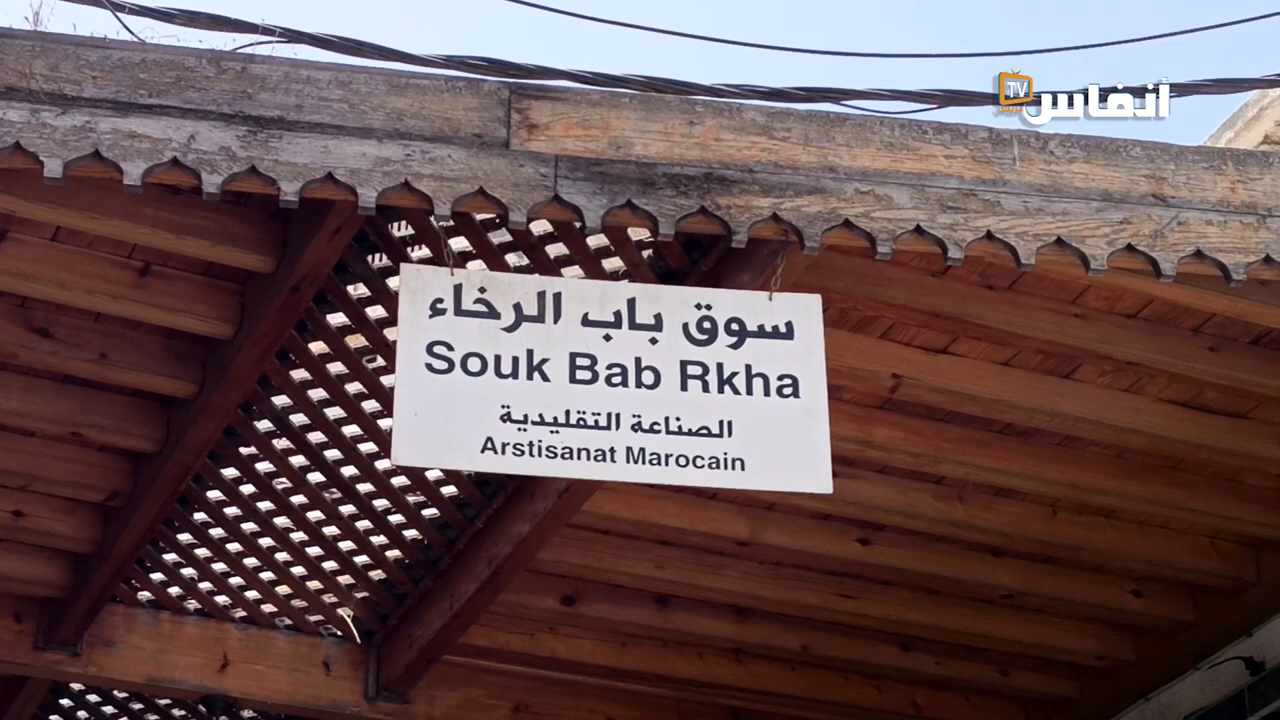 TV أنفاس
سوق باب الرخاء
Souk Bab Rkha
الصناعة التقليدية
Arstisanat Marocain